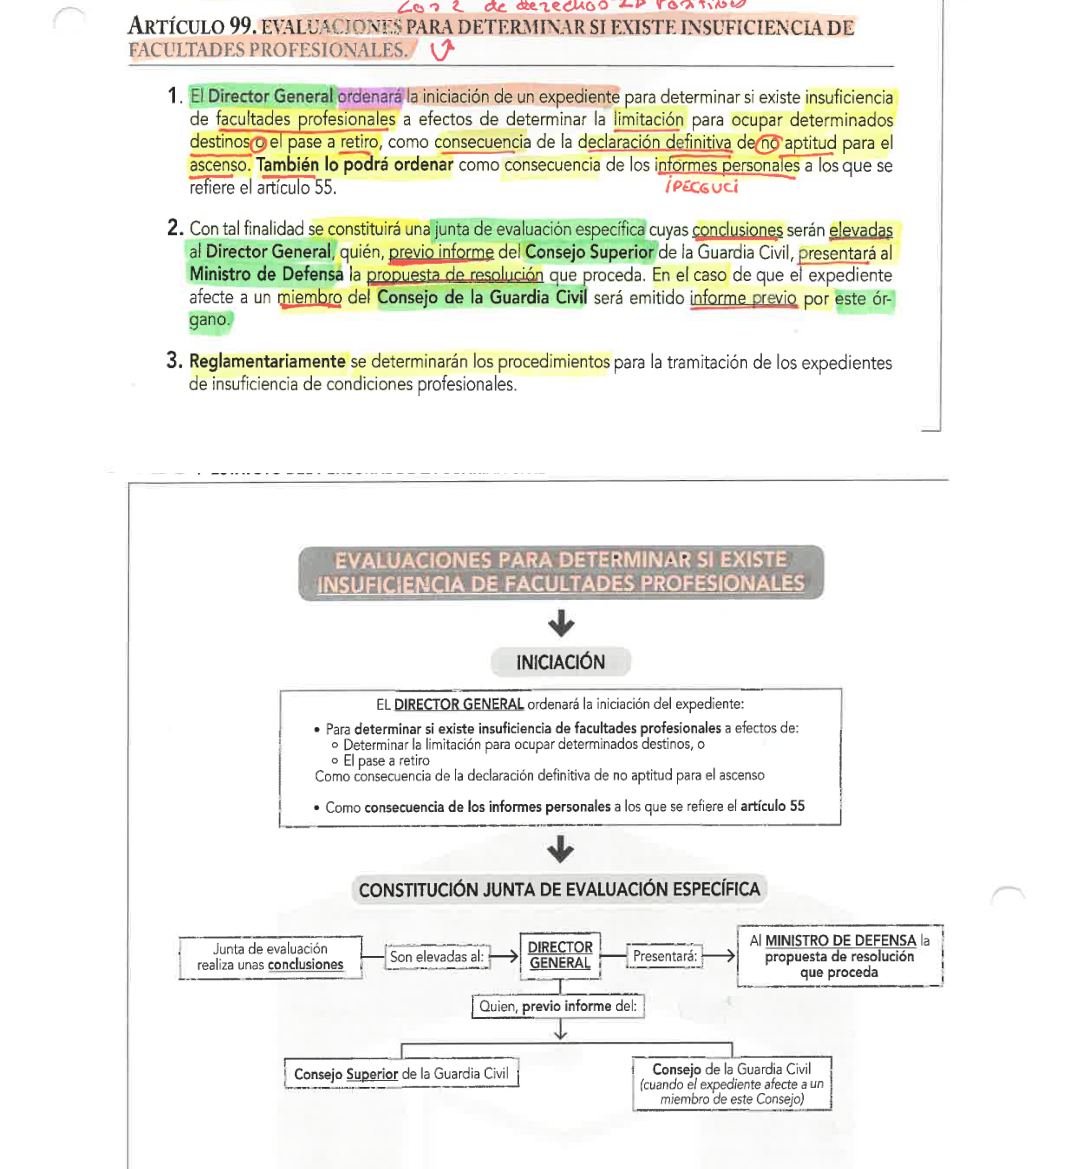 de derechos
ARTÍCULO 99. EVALUACIONES PARA DETERMINAR SI EXISTE INSUFICIENCIA DE
FACULTADES PROFESIONALES.
1. El Director General ordenará la iniciación de un expediente para determinar si existe insuficiencia
de facultades profesionales a efectos de determinar la limitación para ocupar determinados
destinos o el pase a retiro, como consecuencia de la declaración definitiva de no aptitud para el
ascenso. También lo podrá ordenar como consecuencia de los informes personales a los que se
refiere el artículo 55.
IPECGUCI
2. Con tal finalidad se constituirá una junta de evaluación específica cuyas conclusiones serán elevadas
al Director General, quién, previo informe del Consejo Superior de la Guardia Civil, presentará al
Ministro de Defensa la propuesta de resolución que proceda. En el caso de que el expediente
afecte a un miembro del Consejo de la Guardia Civil será emitido informe previo por este ór-
gano.
3. Reglamentariamente se determinarán los procedimientos para la tramitación de los expedientes
de insuficiencia de condiciones profesionales.
EVALUACIONES PARA DETERMINAR SI EXISTE
INSUFICIENCIA DE FACULTADES PROFESIONALES
INICIACIÓN
EL DIRECTOR GENERAL ordenará la iniciación del expediente:
• Para determinar si existe insuficiencia de facultades profesionales a efectos de:
o Determinar la limitación para ocupar determinados destinos, o
o El pase a retiro
Como consecuencia de la declaración definitiva de no aptitud para el ascenso
• Como consecuencia de los informes personales a los que se refiere el artículo 55
CONSTITUCIÓN JUNTA DE EVALUACIÓN ESPECÍFICA
Junta de evaluación
realiza unas conclusiones
Son elevadas al:
DIRECTOR
GENERAL
Presentará:
Al MINISTRO DE DEFENSA la
propuesta de resolución
que proceda
Quien, previo informe del:
Consejo Superior de la Guardia Civil
Consejo de la Guardia Civil
(cuando el expediente afecte a un
miembro de este Consejo)